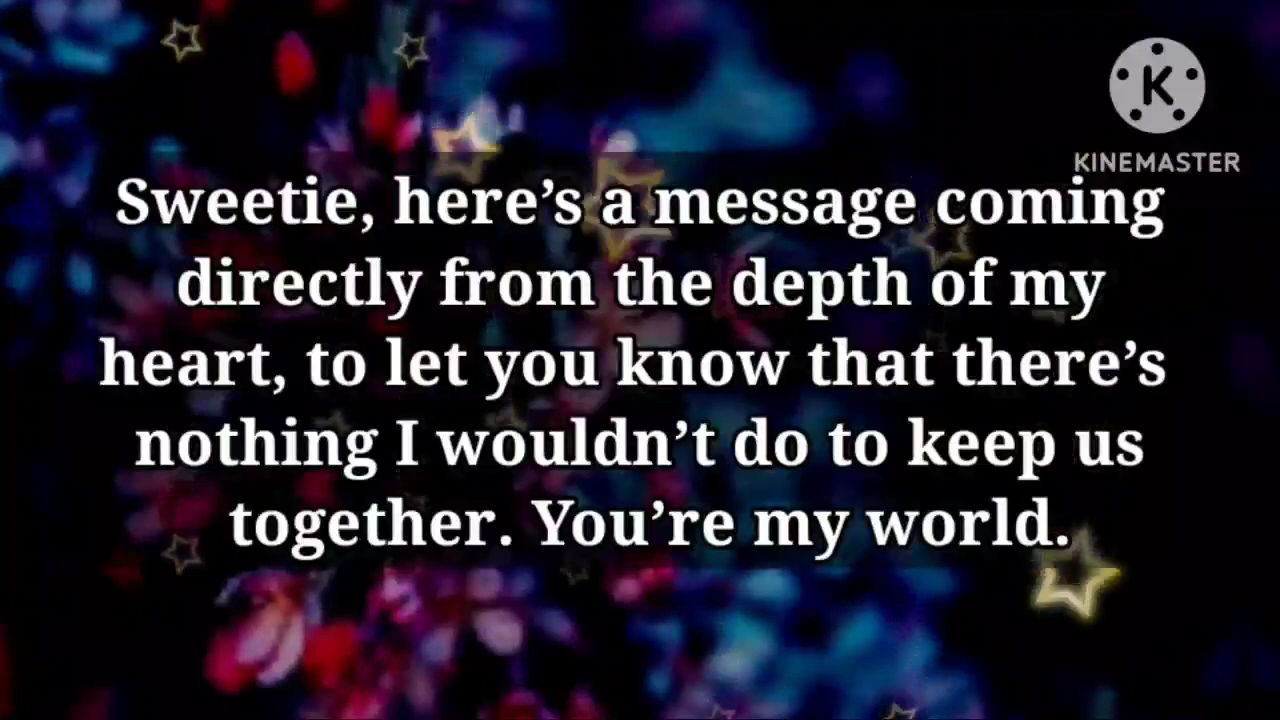 K
KINEMASTER
Sweetie, here’s a message coming
directly from the depth of my
heart, to let you know that there’s
nothing I wouldn’t do to keep us
together. You’re my world.